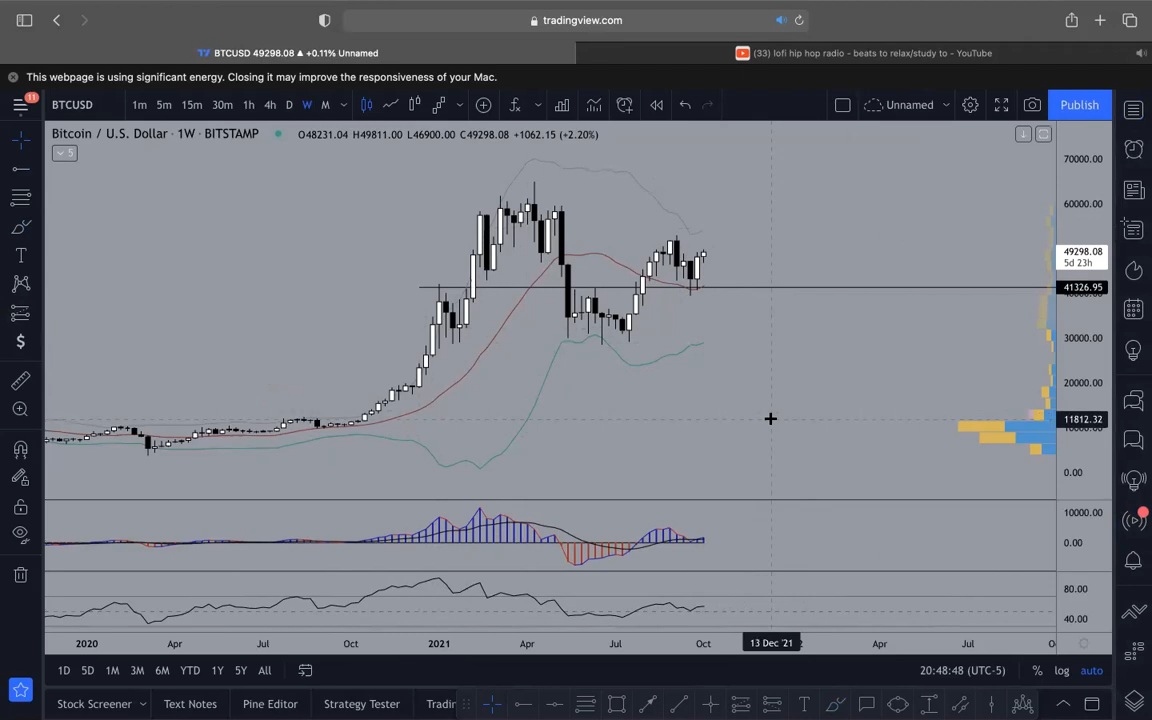 tradingview.com
BTCUSD 49298.08 ▲ +0.11% Unnamed
(33) lofi hip hop radio - beats to relax/study to - YouTube
This webpage is using significant energy. Closing it may improve the responsiveness of your Mac.
11
BTCUSD 1m 5m 15m 30m 1h 4h D W M Unnamed Publish
Bitcoin / U.S. Dollar · 1W · BITSTAMP O48231.04 H49811.00 L46900.00 C49298.08 +1062.15 (+2.20%)
5
70000.00
60000.00
49298.08
5d 23h
41326.95
30000.00
20000.00
11812.32
0.00
10000.00
0.00
80.00
40.00
2020 Apr Jul Oct 2021 Apr Jul Oct 13 Dec '21 Apr Jul
1D 5D 1M 3M 6M YTD 1Y 5Y All 20:48:48 (UTC-5) % log auto
Stock Screener Text Notes Pine Editor Strategy Tester Tradin